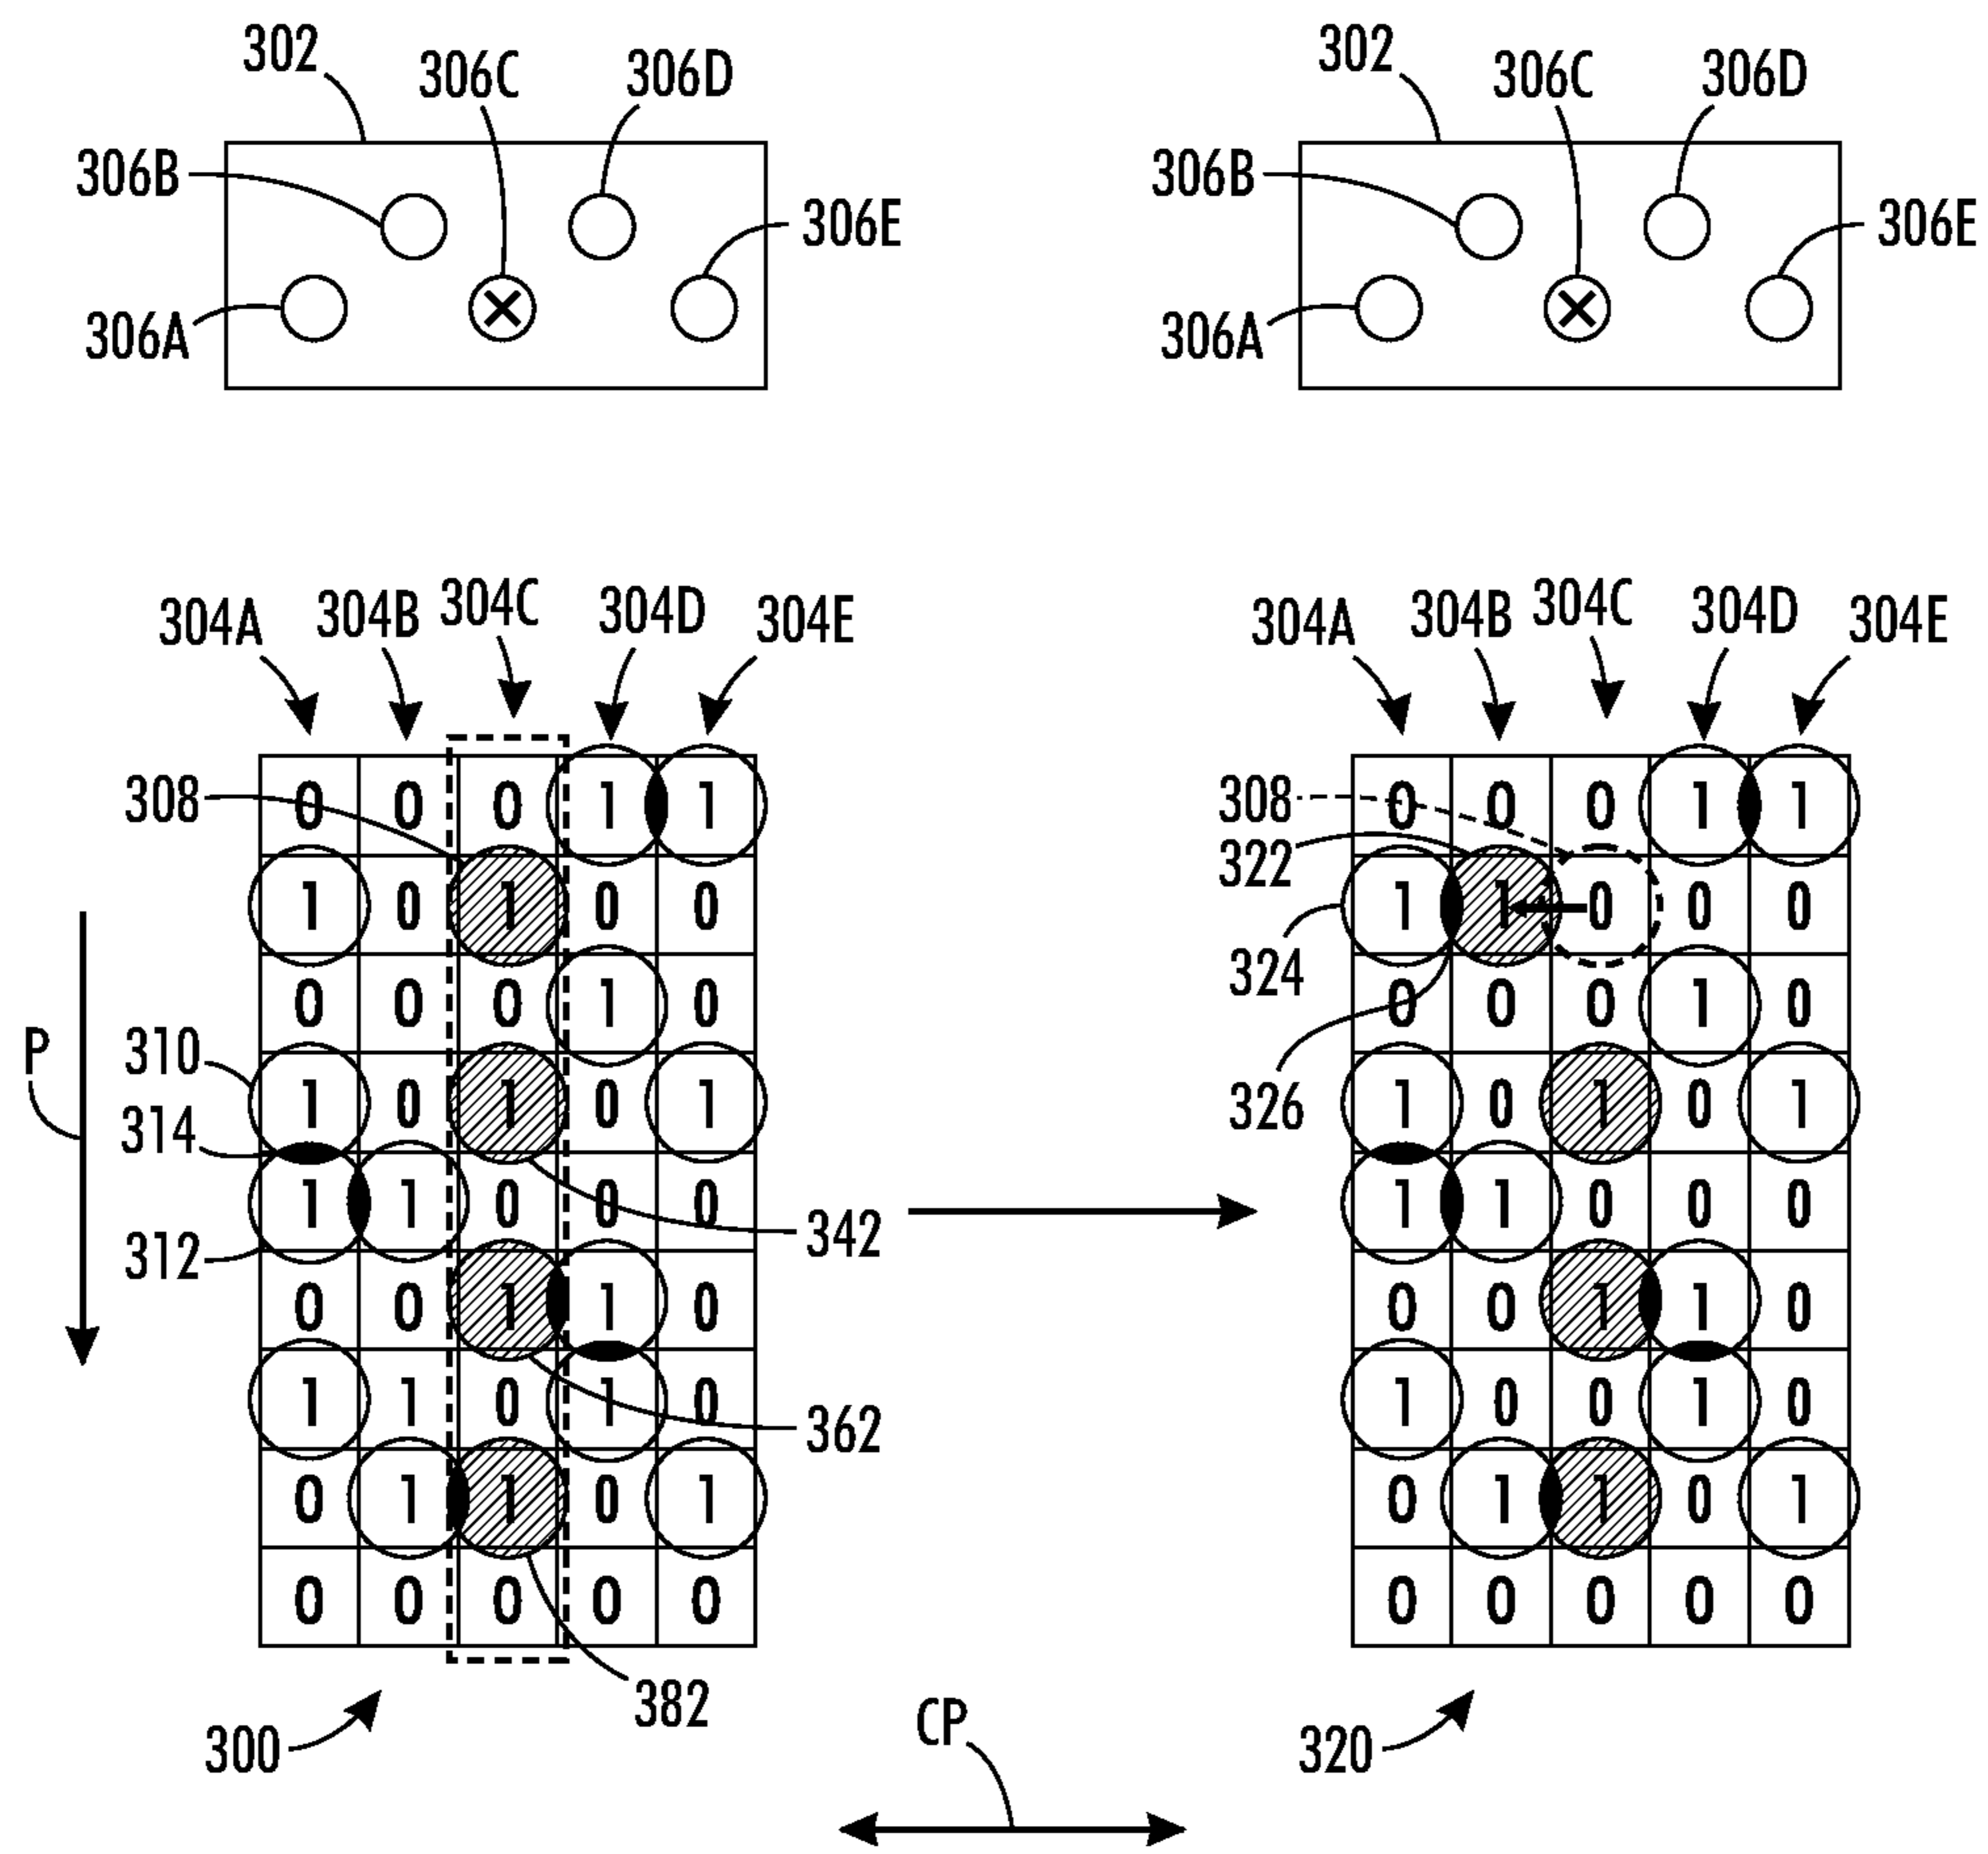 302 306C 306D 302 306C 306D
306B 306E 306B 306E
306A 306A
304A 304B 304C 304D 304E 304A 304B 304C 304D 304E
308 0 0 0 1 1 308 0 0 0 1 1
322
1 0 1 0 0 1 1 0 0 0
324
0 0 0 1 0 0 0 0 1 0
P 310 1 0 1 0 1 326 1 0 1 0 1
314
1 1 0 0 0 342 1 1 0 0 0
312
0 0 1 1 0 0 0 1 1 0
1 1 0 1 0 362 1 0 0 1 0
0 1 1 0 1 0 1 1 0 1
0 0 0 0 0 0 0 0 0 0
382
300 CP 320